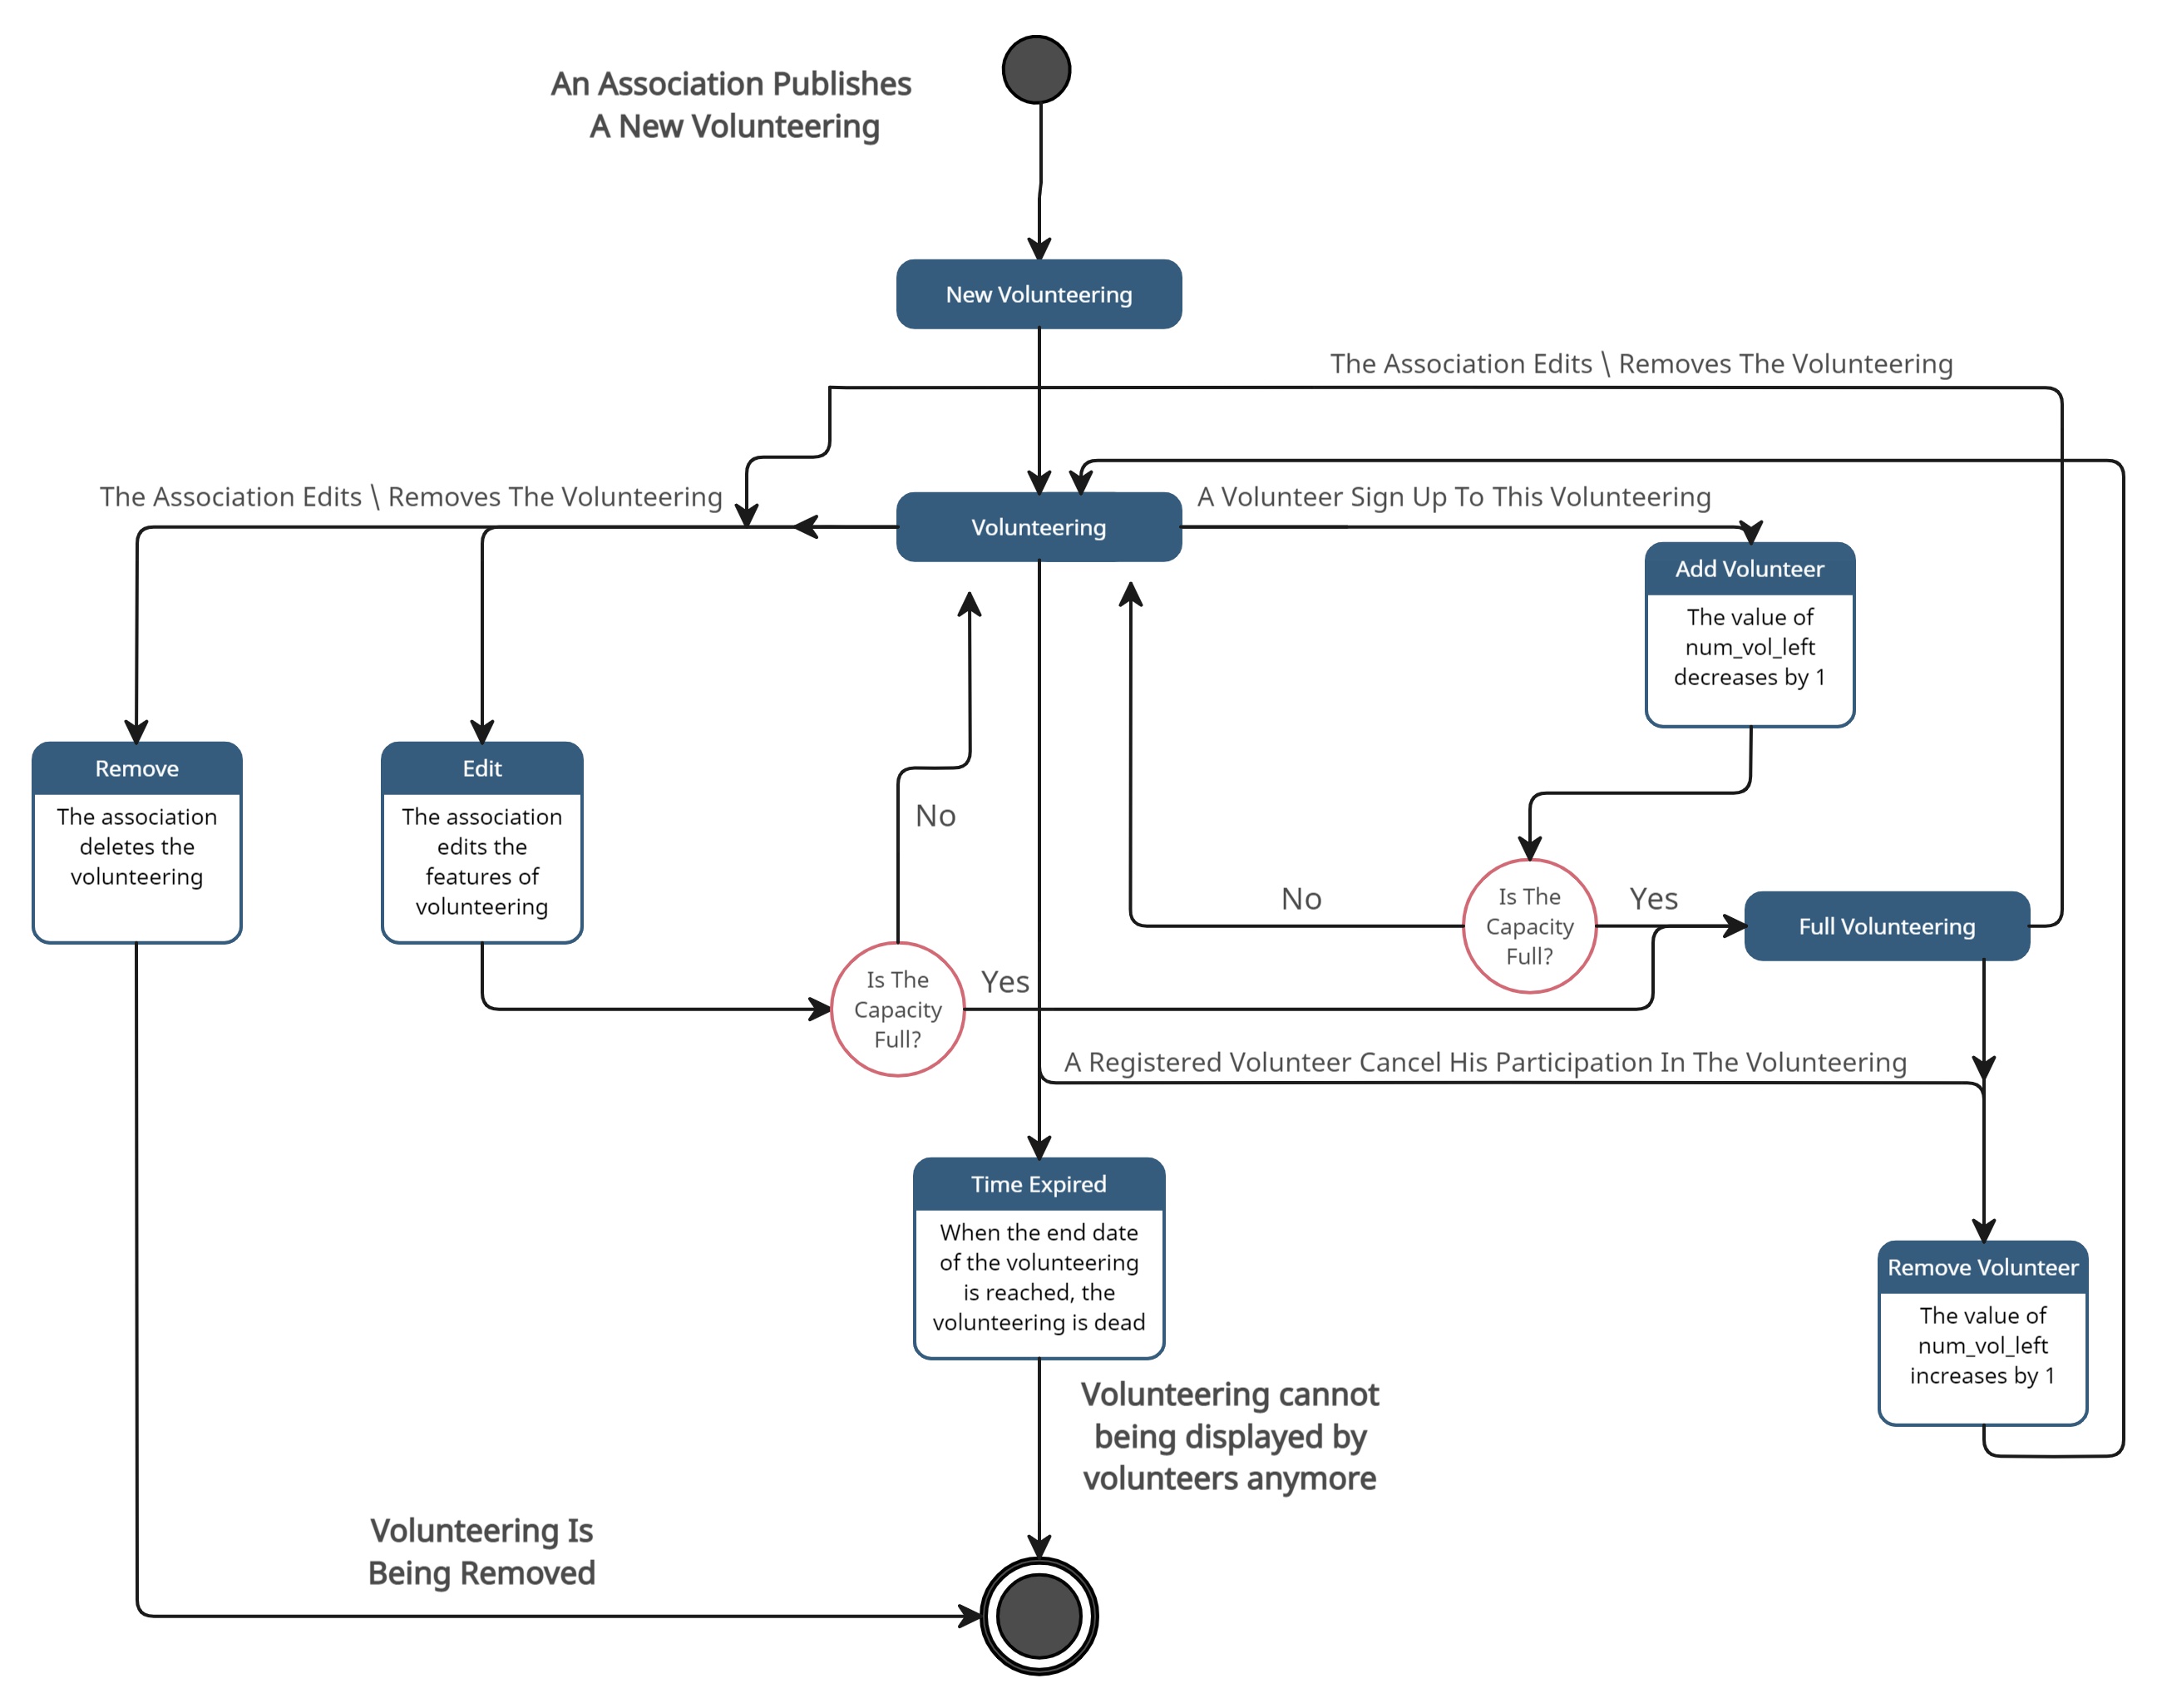 An Association Publishes
A New Volunteering
New Volunteering
The Association Edits \ Removes The Volunteering
The Association Edits \ Removes The Volunteering
Volunteering
A Volunteer Sign Up To This Volunteering
Add Volunteer
The value of
num_vol_left
decreases by 1
Remove
The association
deletes the
volunteering
Edit
The association
edits the
features of
volunteering
No
Is The
Capacity
Full?
Yes
No
Is The
Capacity
Full?
Yes
Full Volunteering
A Registered Volunteer Cancel His Participation In The Volunteering
Time Expired
When the end date
of the volunteering
is reached, the
volunteering is dead
Remove Volunteer
The value of
num_vol_left
increases by 1
Volunteering cannot
being displayed by
volunteers anymore
Volunteering Is
Being Removed